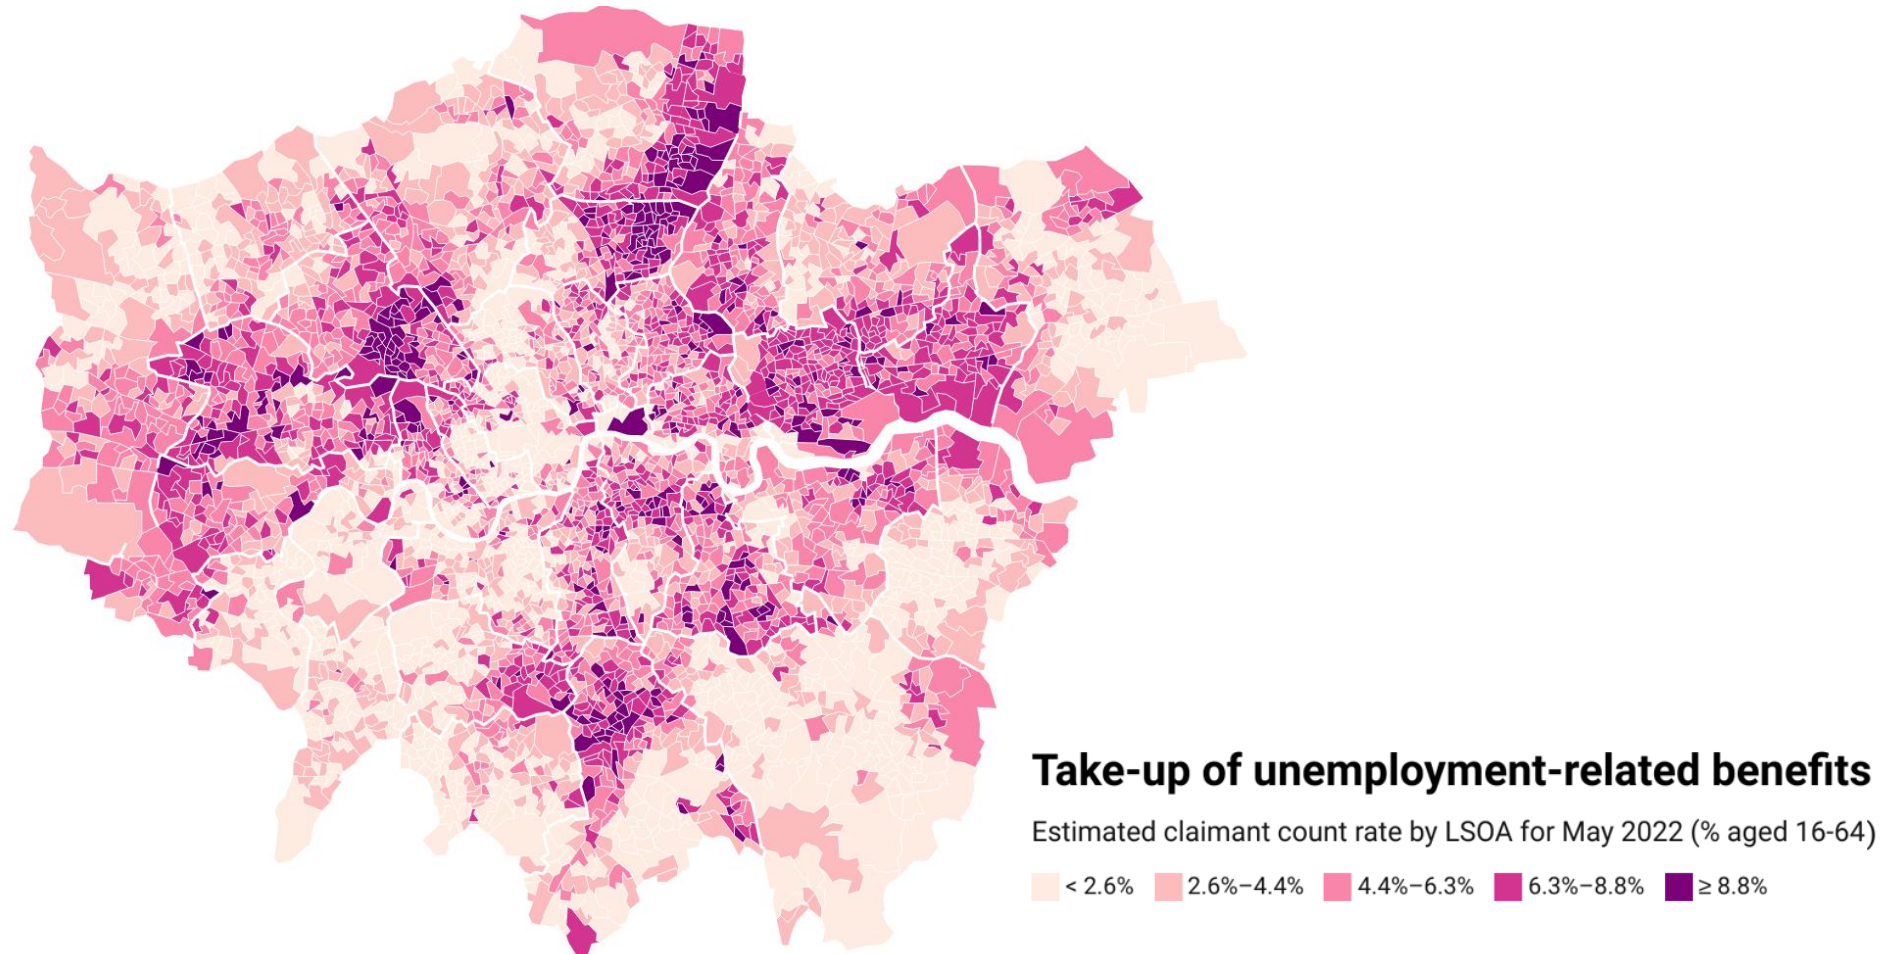 Take-up of unemployment-related benefits
Estimated claimant count rate by LSOA for May 2022 (% aged 16-64)
< 2.6% 2.6%–4.4% 4.4%–6.3% 6.3%–8.8% ≥ 8.8%